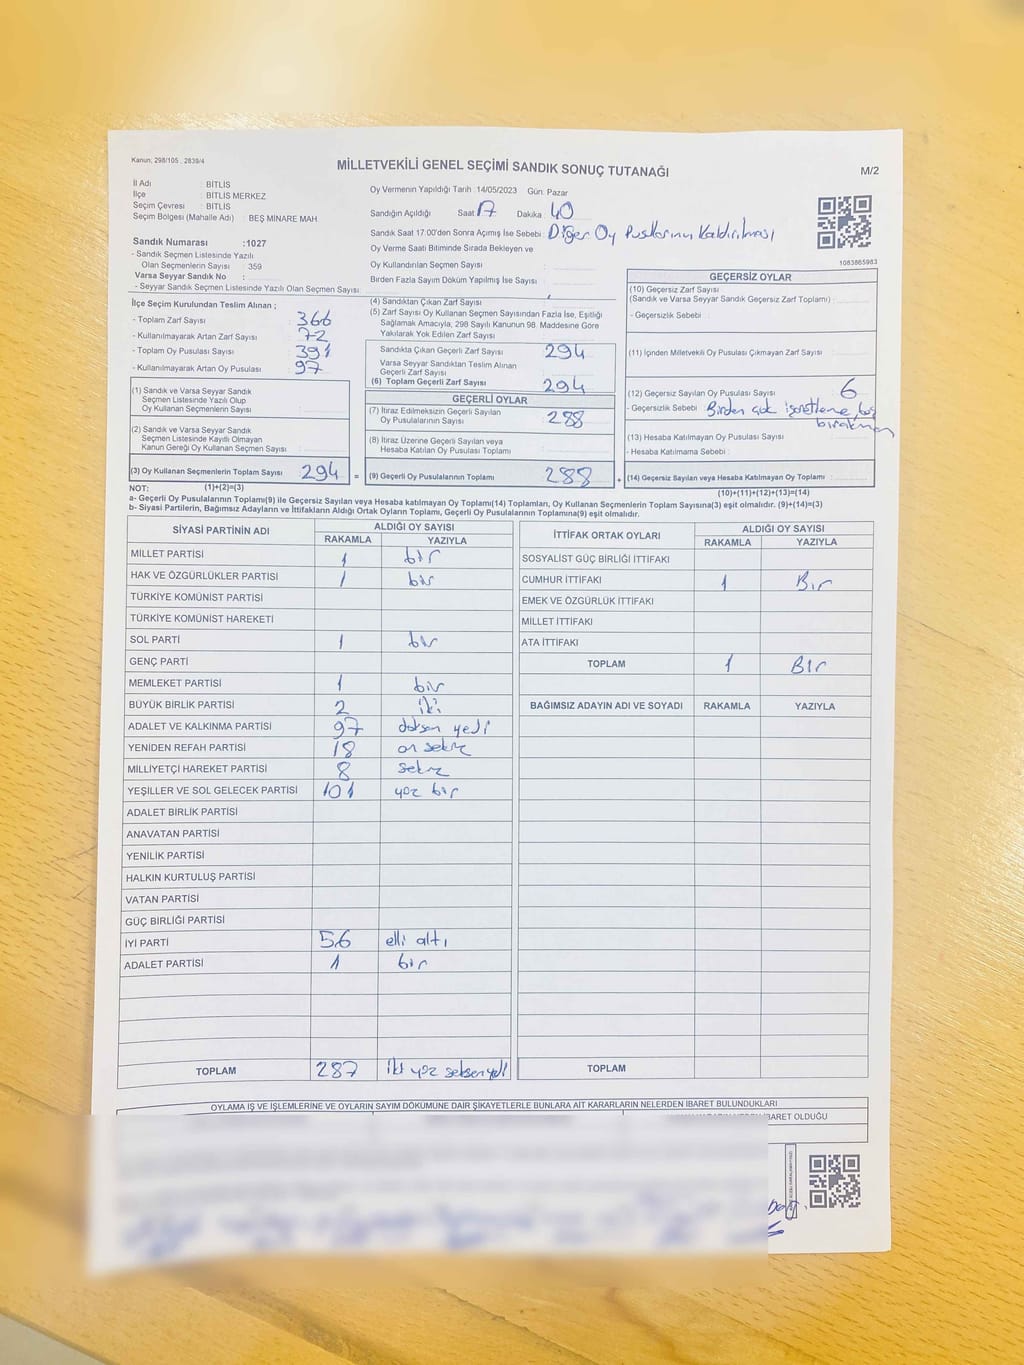 Kanun; 298/105 , 2839/4
MİLLETVEKİLİ GENEL SEÇİMİ SANDIK SONUÇ TUTANAĞI
M/2
İl Adı : BİTLİS
İlçe : BİTLİS MERKEZ
Seçim Çevresi : BİTLİS
Seçim Bölgesi (Mahalle Adı) : BEŞ MİNARE MAH.
Sandık Numarası :1027
- Sandık Seçmen Listesinde Yazılı
Olan Seçmenlerin Sayısı : 359
Varsa Seyyar Sandık No :
- Seyyar Sandık Seçmen Listesinde Yazılı Olan Seçmen Sayısı:
Oy Vermenin Yapıldığı Tarih :14/05/2023 Gün: Pazar
Sandığın Açıldığı Saat: 17 Dakika: 40
Sandık Saat 17.00'den Sonra Açılmış İse Sebebi: Diğer Oy Puslarının Kaldırılması
Oy Verme Saati Bitiminde Sırada Bekleyen ve
Oy Kullandırılan Seçmen Sayısı :
Birden Fazla Sayım Döküm Yapılmış İse Sayısı :
1083865983
İlçe Seçim Kurulundan Teslim Alınan ;
- Toplam Zarf Sayısı : 366
- Kullanılmayarak Artan Zarf Sayısı : 72
- Toplam Oy Pusulası Sayısı : 391
- Kullanılmayarak Artan Oy Pusulası : 97
(1) Sandık ve Varsa Seyyar Sandık
Seçmen Listesinde Yazılı Olup
Oy Kullanan Seçmenlerin Sayısı :
(2) Sandık ve Varsa Seyyar Sandık
Seçmen Listesinde Kayıtlı Olmayan
Kanun Gereği Oy Kullanan Seçmen Sayısı :
(3) Oy Kullanan Seçmenlerin Toplam Sayısı : 294 =
(4) Sandıktan Çıkan Zarf Sayısı :
(5) Zarf Sayısı Oy Kullanan Seçmen Sayısından Fazla İse, Eşitliği
Sağlamak Amacıyla, 298 Sayılı Kanunun 98. Maddesine Göre
Yakılarak Yok Edilen Zarf Sayısı :
Sandıkta Çıkan Geçerli Zarf Sayısı : 294
Varsa Seyyar Sandıktan Teslim Alınan
Geçerli Zarf Sayısı :
(6) Toplam Geçerli Zarf Sayısı : 294
GEÇERLİ OYLAR
(7) İtiraz Edilmeksizin Geçerli Sayılan
Oy Pusulalarının Sayısı : 288
(8) İtiraz Üzerine Geçerli Sayılan veya
Hesaba Katılan Oy Pusulası Toplamı :
(9) Geçerli Oy Pusulalarının Toplamı : 288 +
GEÇERSİZ OYLAR
(10) Geçersiz Zarf Sayısı
(Sandık ve Varsa Seyyar Sandık Geçersiz Zarf Toplamı) :
- Geçersizlik Sebebi :
(11) İçinden Milletvekili Oy Pusulası Çıkmayan Zarf Sayısı :
(12) Geçersiz Sayılan Oy Pusulası Sayısı : 6
- Geçersizlik Sebebi : Birden çok işaretleme, boş
bırakman
(13) Hesaba Katılmayan Oy Pusulası Sayısı :
- Hesaba Katılmama Sebebi :
(14) Geçersiz Sayılan veya Hesaba Katılmayan Oy Toplamı :
NOT: (1)+(2)=(3) (10)+(11)+(12)+(13)=(14)
a- Geçerli Oy Pusulalarının Toplamı(9) ile Geçersiz Sayılan veya Hesaba katılmayan Oy Toplamı(14) Toplamları, Oy Kullanan Seçmenlerin Toplam Sayısına(3) eşit olmalıdır. (9)+(14)=(3)
b- Siyasi Partilerin, Bağımsız Adayların ve İttifakların Aldığı Ortak Oyların Toplamı, Geçerli Oy Pusulalarının Toplamına(9) eşit olmalıdır.
SİYASİ PARTİNİN ADI ALDIĞI OY SAYISI
RAKAMLA YAZIYLA
MİLLET PARTİSİ 1 bir
HAK VE ÖZGÜRLÜKLER PARTİSİ 1 bir
TÜRKİYE KOMÜNİST PARTİSİ
TÜRKİYE KOMÜNİST HAREKETİ
SOL PARTİ 1 bir
GENÇ PARTİ
MEMLEKET PARTİSİ 1 bir
BÜYÜK BİRLİK PARTİSİ 2 iki
ADALET VE KALKINMA PARTİSİ 97 doksan yedi
YENİDEN REFAH PARTİSİ 18 on sekiz
MİLLİYETÇİ HAREKET PARTİSİ 8 sekiz
YEŞİLLER VE SOL GELECEK PARTİSİ 101 yüz bir
ADALET BİRLİK PARTİSİ
ANAVATAN PARTİSİ
YENİLİK PARTİSİ
HALKIN KURTULUŞ PARTİSİ
VATAN PARTİSİ
GÜÇ BİRLİĞİ PARTİSİ
İYİ PARTİ 56 elli altı
ADALET PARTİSİ 1 bir
TOPLAM 287 iki yüz seksen yedi
İTTİFAK ORTAK OYLARI ALDIĞI OY SAYISI
RAKAMLA YAZIYLA
SOSYALİST GÜÇ BİRLİĞİ İTTİFAKI
CUMHUR İTTİFAKI 1 Bir
EMEK VE ÖZGÜRLÜK İTTİFAKI
MİLLET İTTİFAKI
ATA İTTİFAKI
TOPLAM 1 BİR
BAĞIMSIZ ADAYIN ADI VE SOYADI RAKAMLA YAZIYLA
TOPLAM
OYLAMA İŞ VE İŞLEMLERİNE VE OYLARIN SAYIM DÖKÜMÜNE DAİR ŞİKAYETLERLE BUNLARA AİT KARARLARIN NELERDEN İBARET BULUNDUKLARI
İBARET OLDUĞU